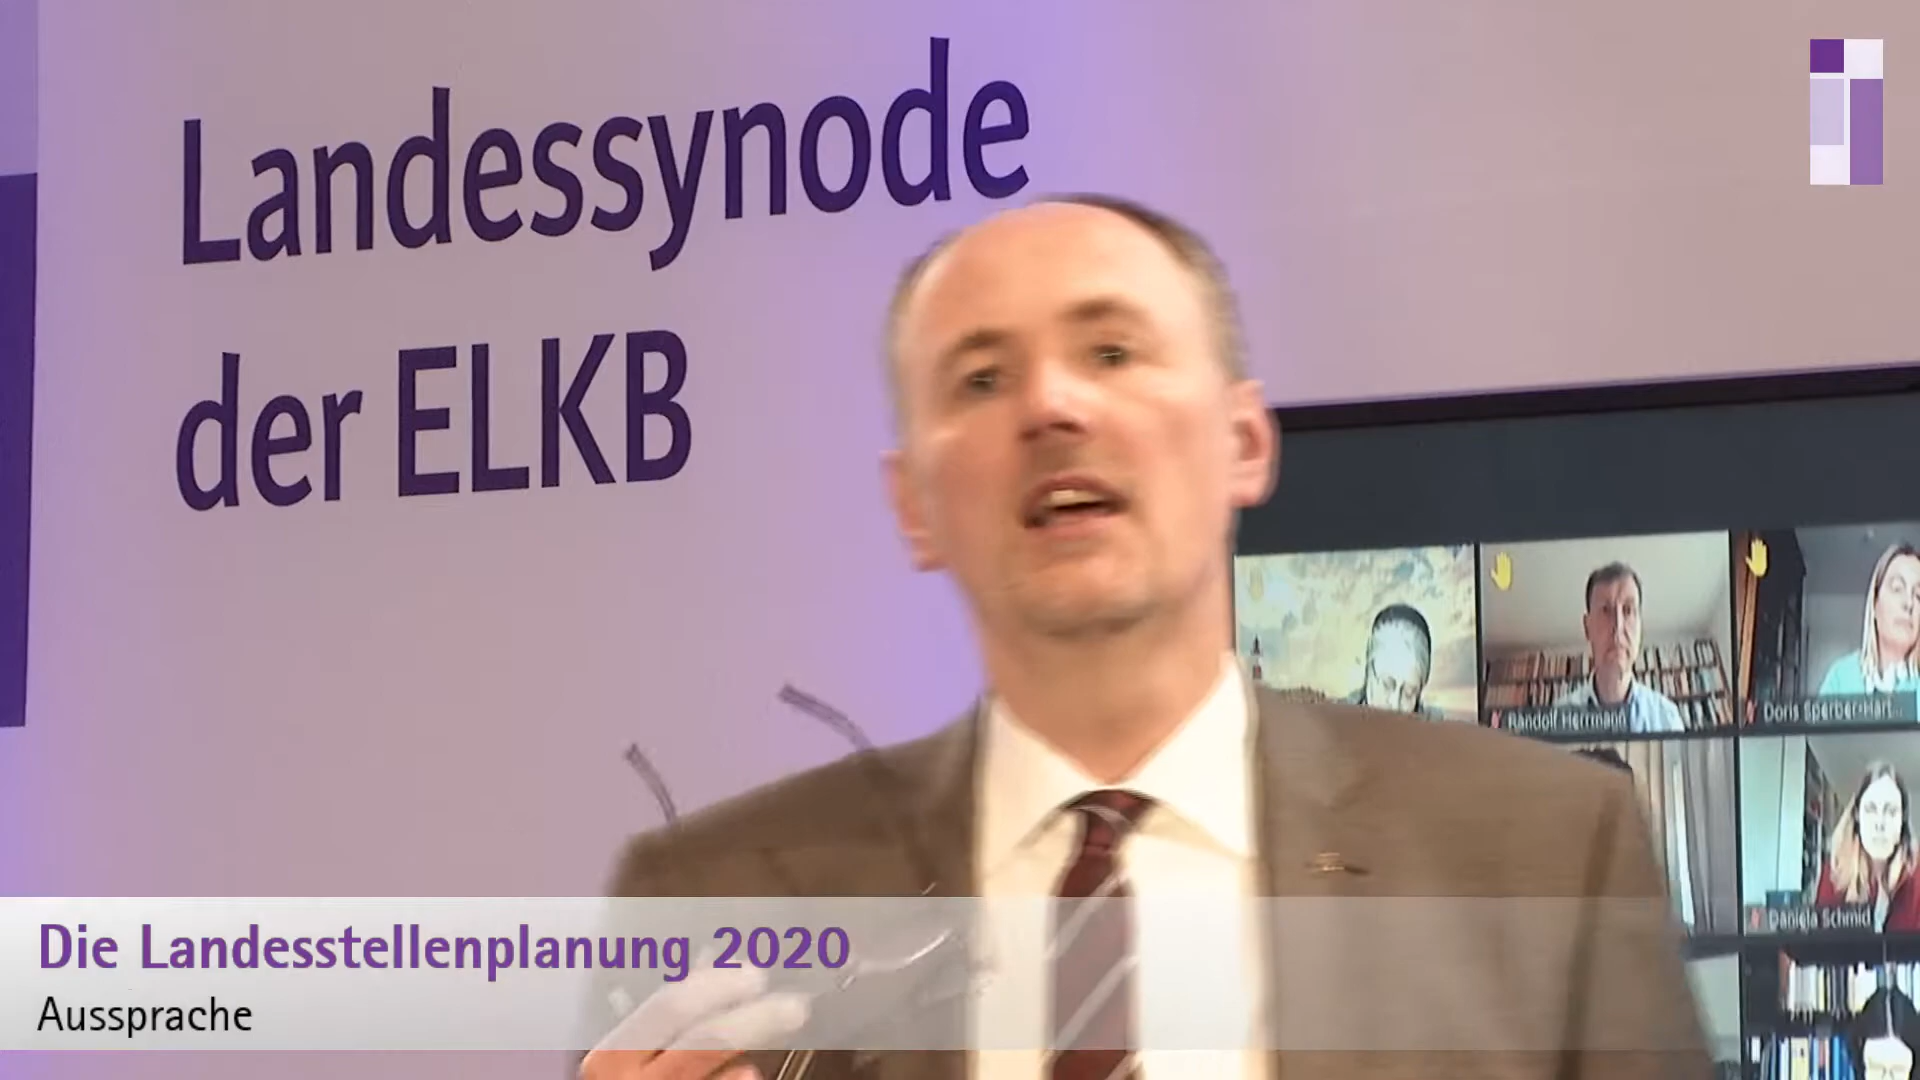 Landessynode
der ELKB
Randolf Herrmann
Doris Sperber-Hart...
Daniela Schmid
Die Landesstellenplanung 2020
Aussprache